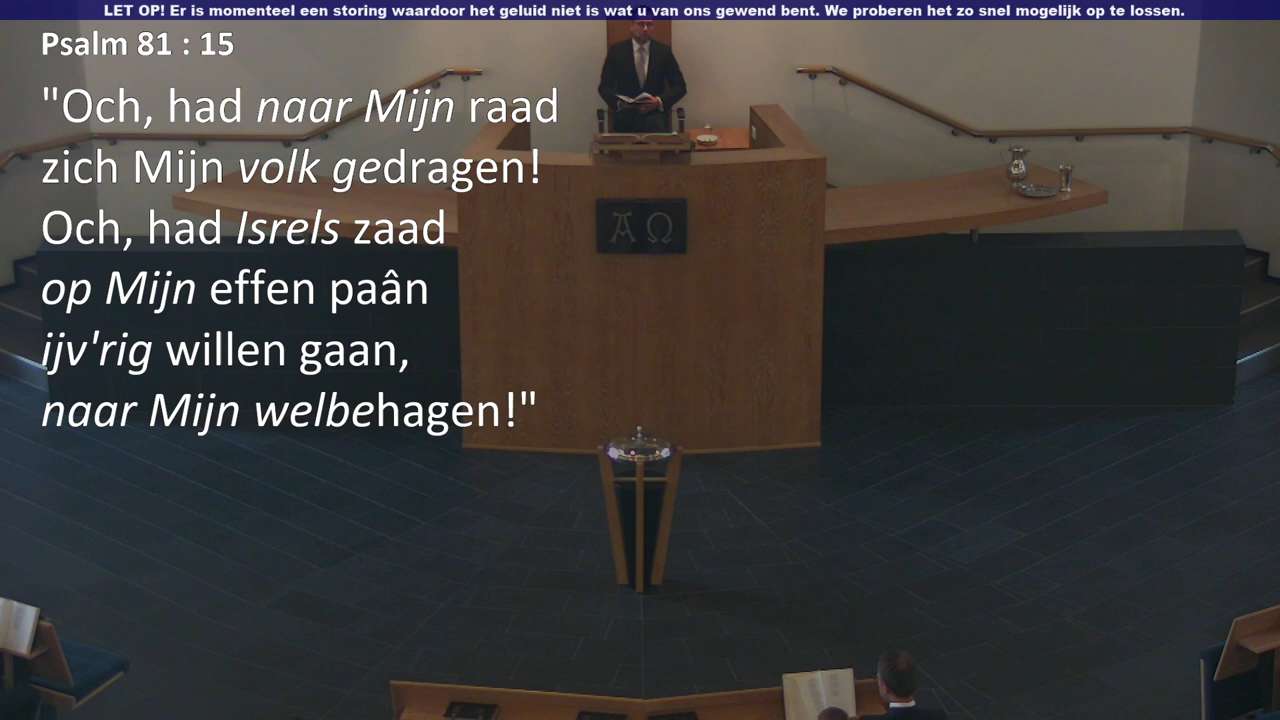 LET OP! Er is momenteel een storing waardoor het geluid niet is wat u van ons gewend bent. We proberen het zo snel mogelijk op te lossen.
Psalm 81 : 15
"Och, had naar Mijn raad
zich Mijn volk gedragen!
Och, had Isrels zaad
op Mijn effen paân
ijv'rig willen gaan,
naar Mijn welbehagen!"
Α Ω